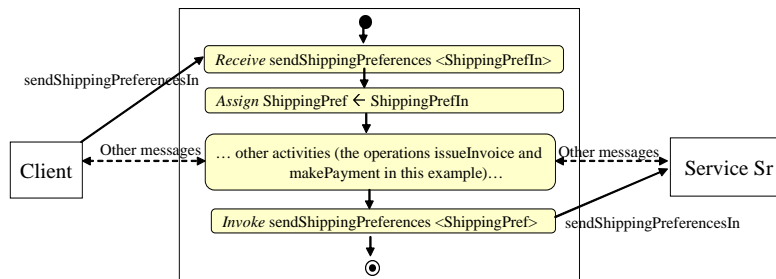 Receive sendShippingPreferences <ShippingPrefIn>
sendShippingPreferencesIn
Assign ShippingPref ← ShippingPrefIn
Other messages
… other activities (the operations issueInvoice and
makePayment in this example)…
Other messages
Client
Service Sr
Invoke sendShippingPreferences <ShippingPref>
sendShippingPreferencesIn